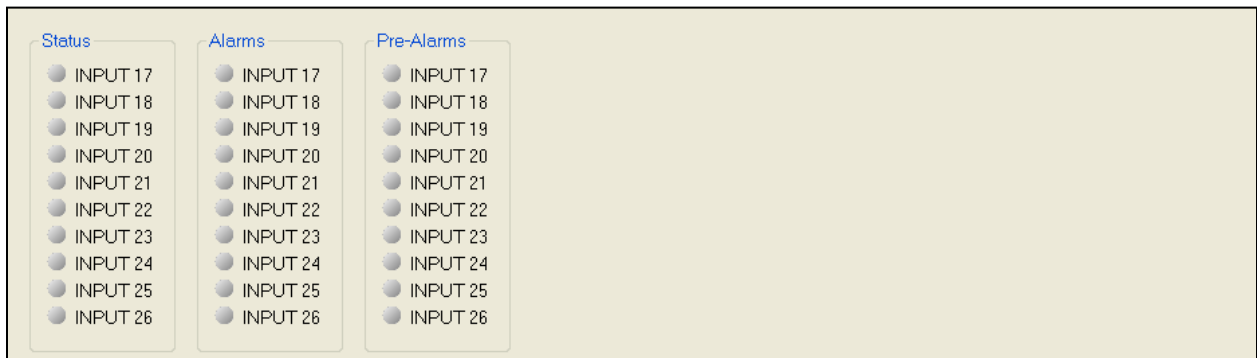 Status
INPUT 17
INPUT 18
INPUT 19
INPUT 20
INPUT 21
INPUT 22
INPUT 23
INPUT 24
INPUT 25
INPUT 26
Alarms
INPUT 17
INPUT 18
INPUT 19
INPUT 20
INPUT 21
INPUT 22
INPUT 23
INPUT 24
INPUT 25
INPUT 26
Pre-Alarms
INPUT 17
INPUT 18
INPUT 19
INPUT 20
INPUT 21
INPUT 22
INPUT 23
INPUT 24
INPUT 25
INPUT 26